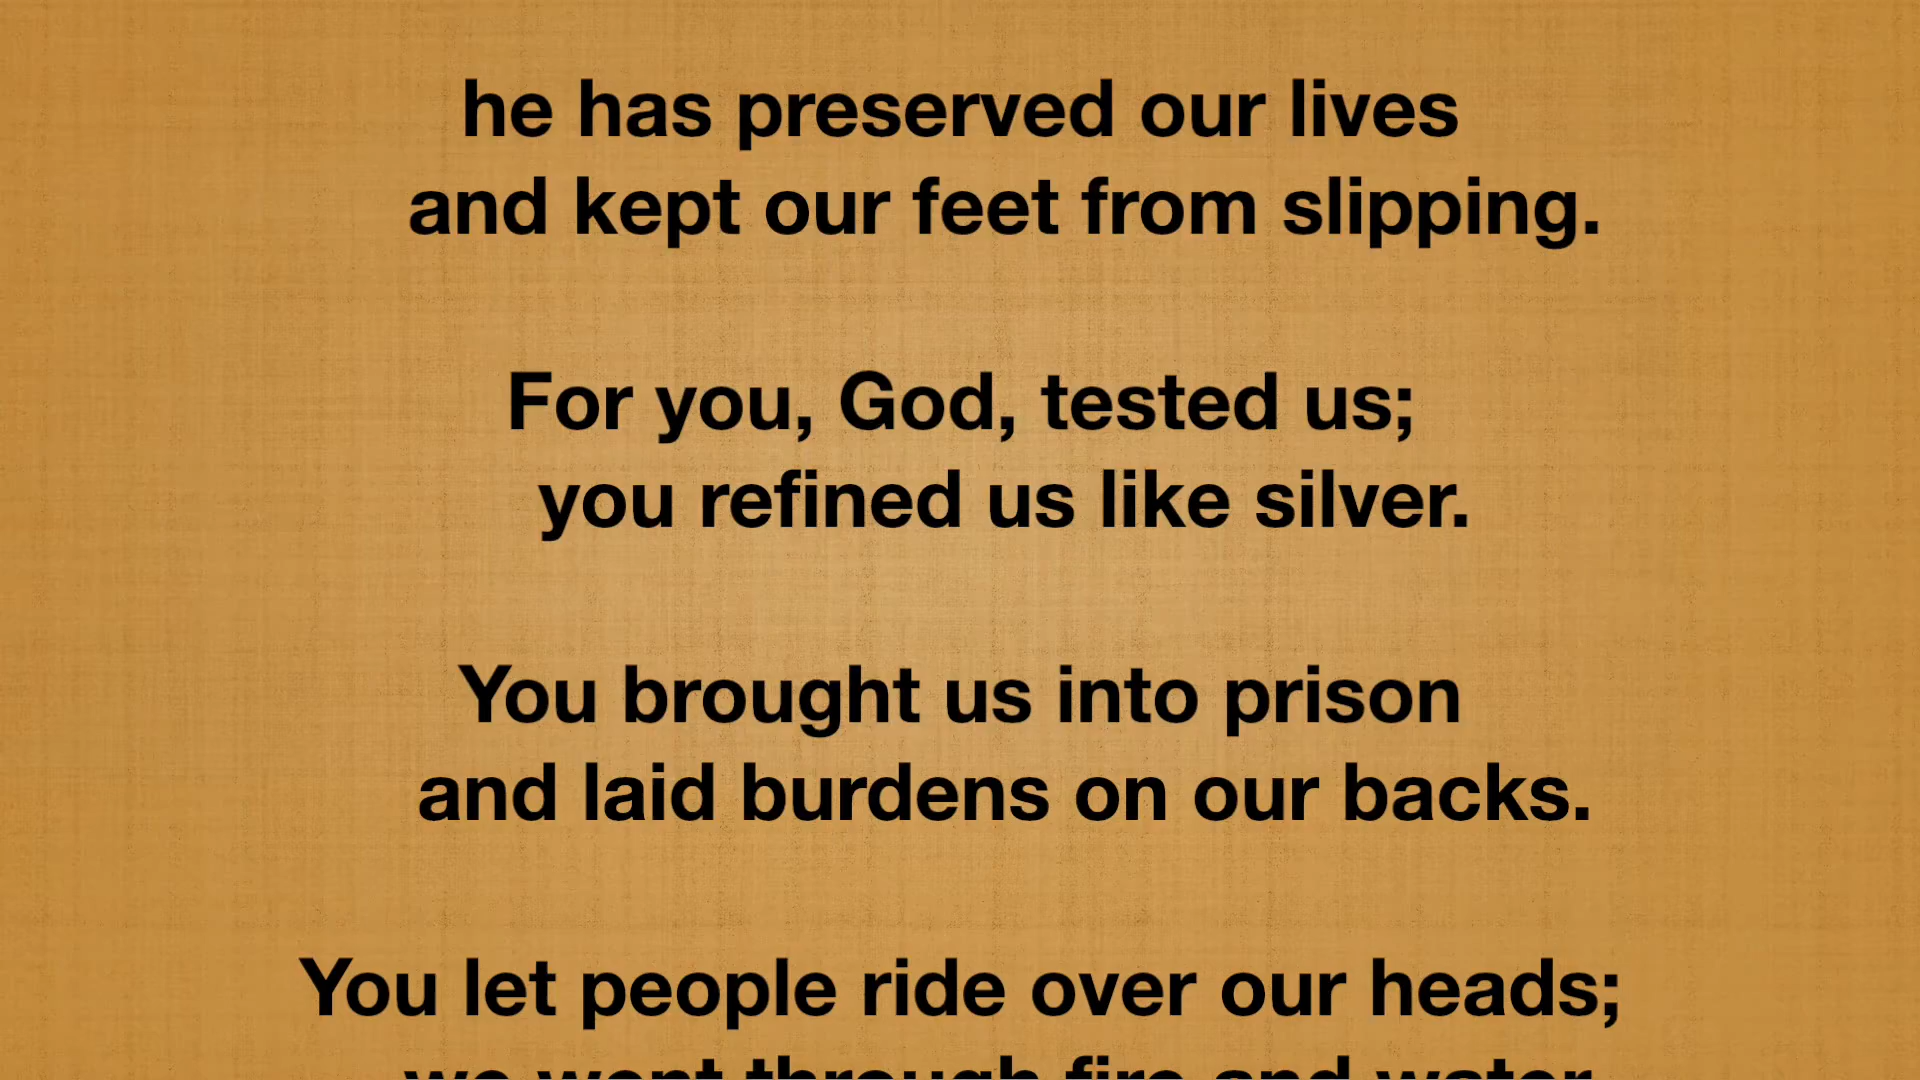 he has preserved our lives
and kept our feet from slipping.
For you, God, tested us;
you refined us like silver.
You brought us into prison
and laid burdens on our backs.
You let people ride over our heads;
we went through fire and water